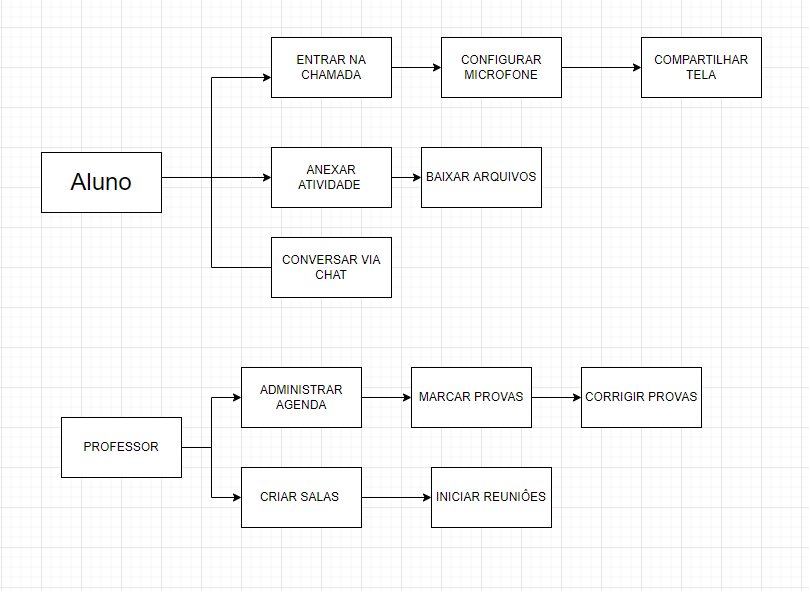 ENTRAR NA
CHAMADA
CONFIGURAR
MICROFONE
COMPARTILHAR
TELA
Aluno
ANEXAR
ATIVIDADE
BAIXAR ARQUIVOS
CONVERSAR VIA
CHAT
PROFESSOR
ADMINISTRAR
AGENDA
MARCAR PROVAS
CORRIGIR PROVAS
CRIAR SALAS
INICIAR REUNIÔES